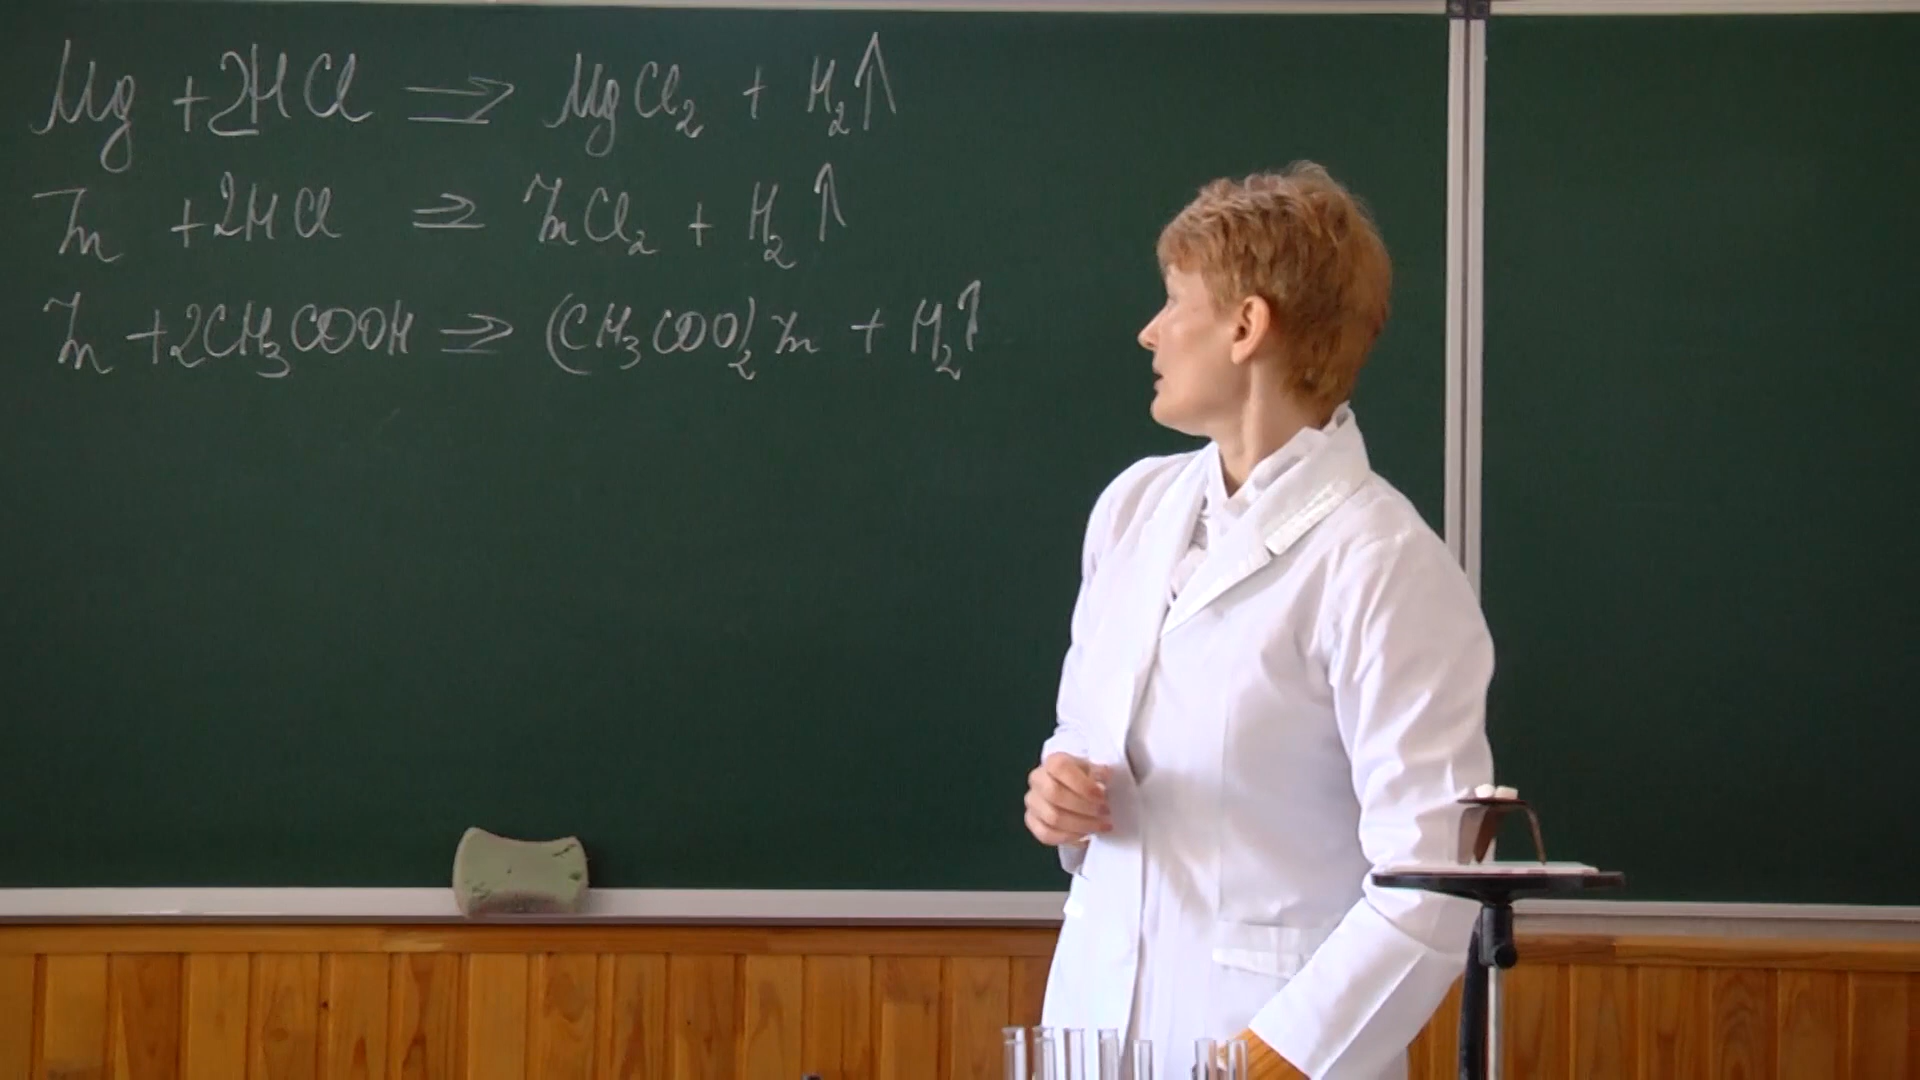 Mg + 2HCl ⇒ MgCl₂ + H₂↑
Zn + 2HCl ⇒ ZnCl₂ + H₂↑
Zn + 2CH₃COOH ⇒ (CH₃COO)₂Zn + H₂↑